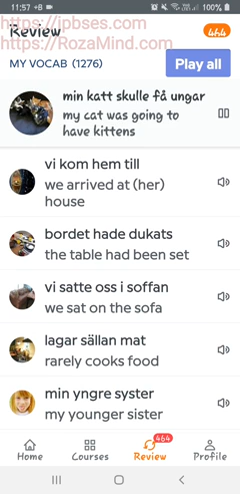 11:57 +B
100%
https://jpbses.com
https://RozaMind.com
Review
464
MY VOCAB (1276)
Play all
min katt skulle få ungar
my cat was going to
have kittens
vi kom hem till
we arrived at (her)
house
bordet hade dukats
the table had been set
vi satte oss i soffan
we sat on the sofa
lagar sällan mat
rarely cooks food
min yngre syster
my younger sister
464
Home
Courses
Review
Profile